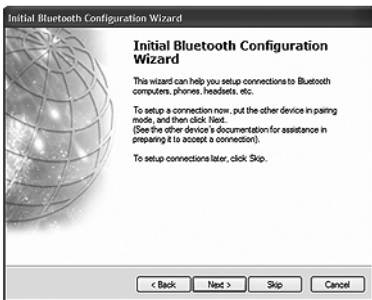 Initial Bluetooth Configuration Wizard
Initial Bluetooth Configuration
Wizard
This wizard can help you setup connections to Bluetooth
computers, phones, headsets, etc.
To setup a connection now, put the other device in pairing
mode, and then click Next.
(See the other device's documentation for assistance in
preparing it to accept a connection).
To setup connections later, click Skip.
< Back Next > Skip Cancel